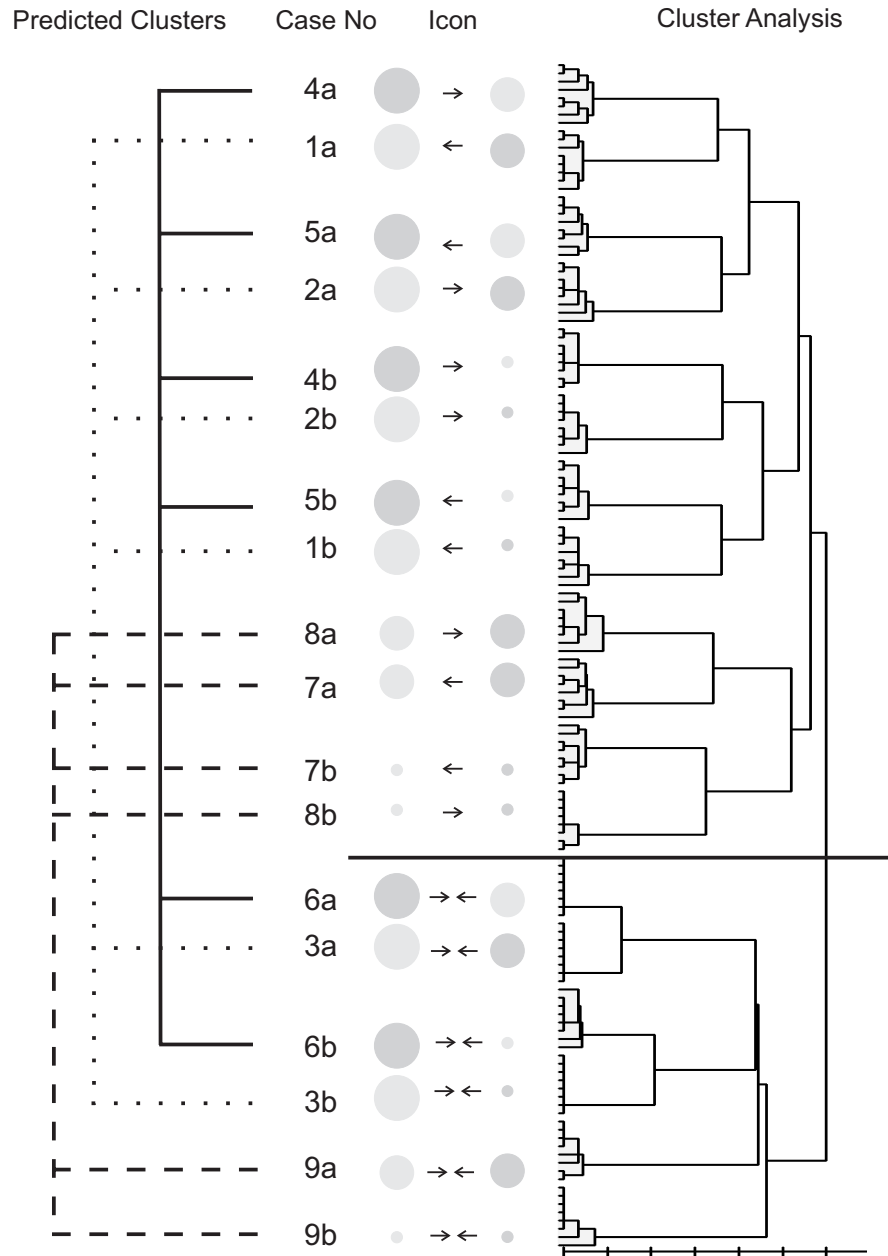 Predicted Clusters Case No Icon Cluster Analysis
4a
1a
5a
2a
4b
2b
5b
1b
8a
7a
7b
8b
6a
3a
6b
3b
9a
9b